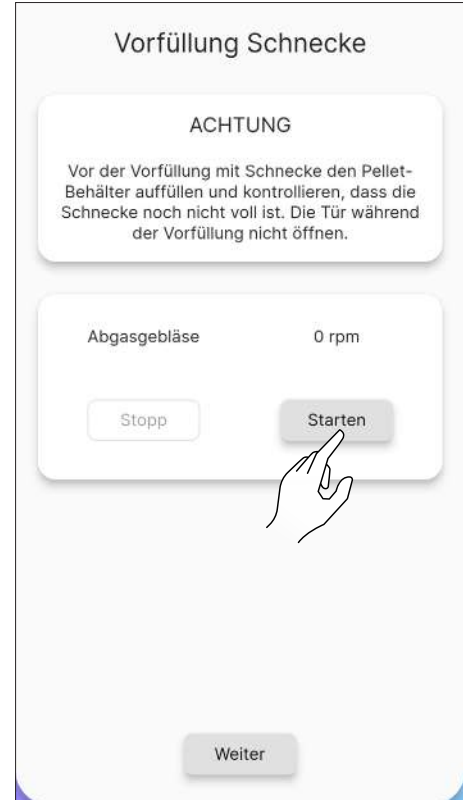 Vorfüllung Schnecke
ACHTUNG
Vor der Vorfüllung mit Schnecke den Pellet-
Behälter auffüllen und kontrollieren, dass die
Schnecke noch nicht voll ist. Die Tür während
der Vorfüllung nicht öffnen.
Abgasgebläse 0 rpm
Stopp Starten
Weiter